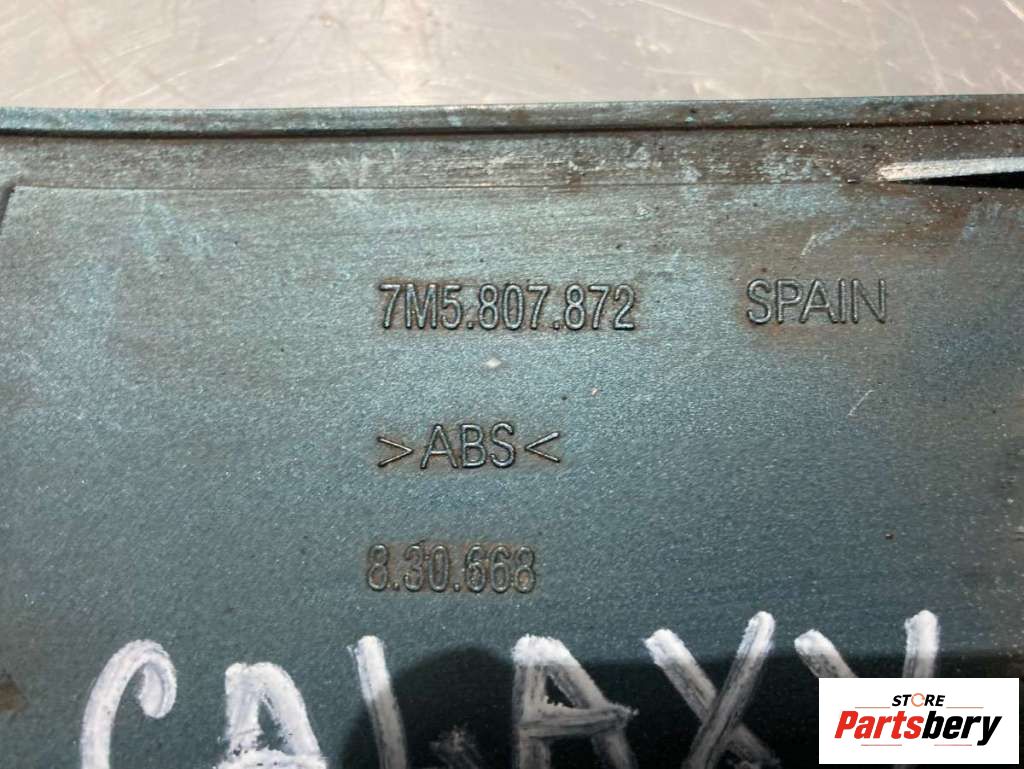 7M5.807.872 SPAIN
>ABS<
8.30.668
GALAXY
STORE
Partsbery